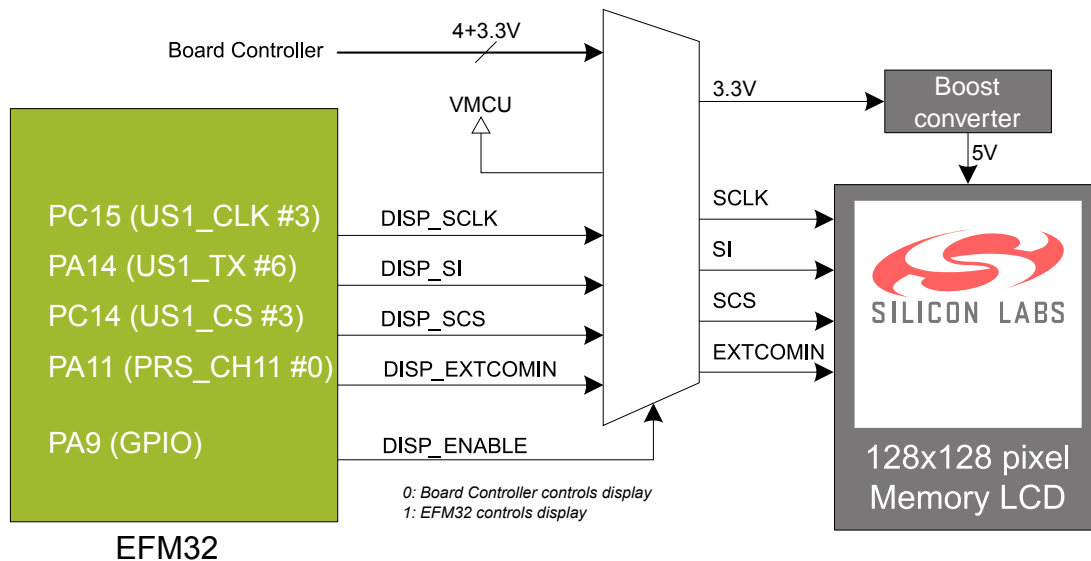 Board Controller
4+3.3V
VMCU
3.3V
Boost
converter
5V
PC15 (US1_CLK #3)
DISP_SCLK
SCLK
PA14 (US1_TX #6)
DISP_SI
SI
PC14 (US1_CS #3)
DISP_SCS
SCS
PA11 (PRS_CH11 #0)
DISP_EXTCOMIN
EXTCOMIN
PA9 (GPIO)
DISP_ENABLE
0: Board Controller controls display
1: EFM32 controls display
SILICON LABS
128x128 pixel
Memory LCD
EFM32